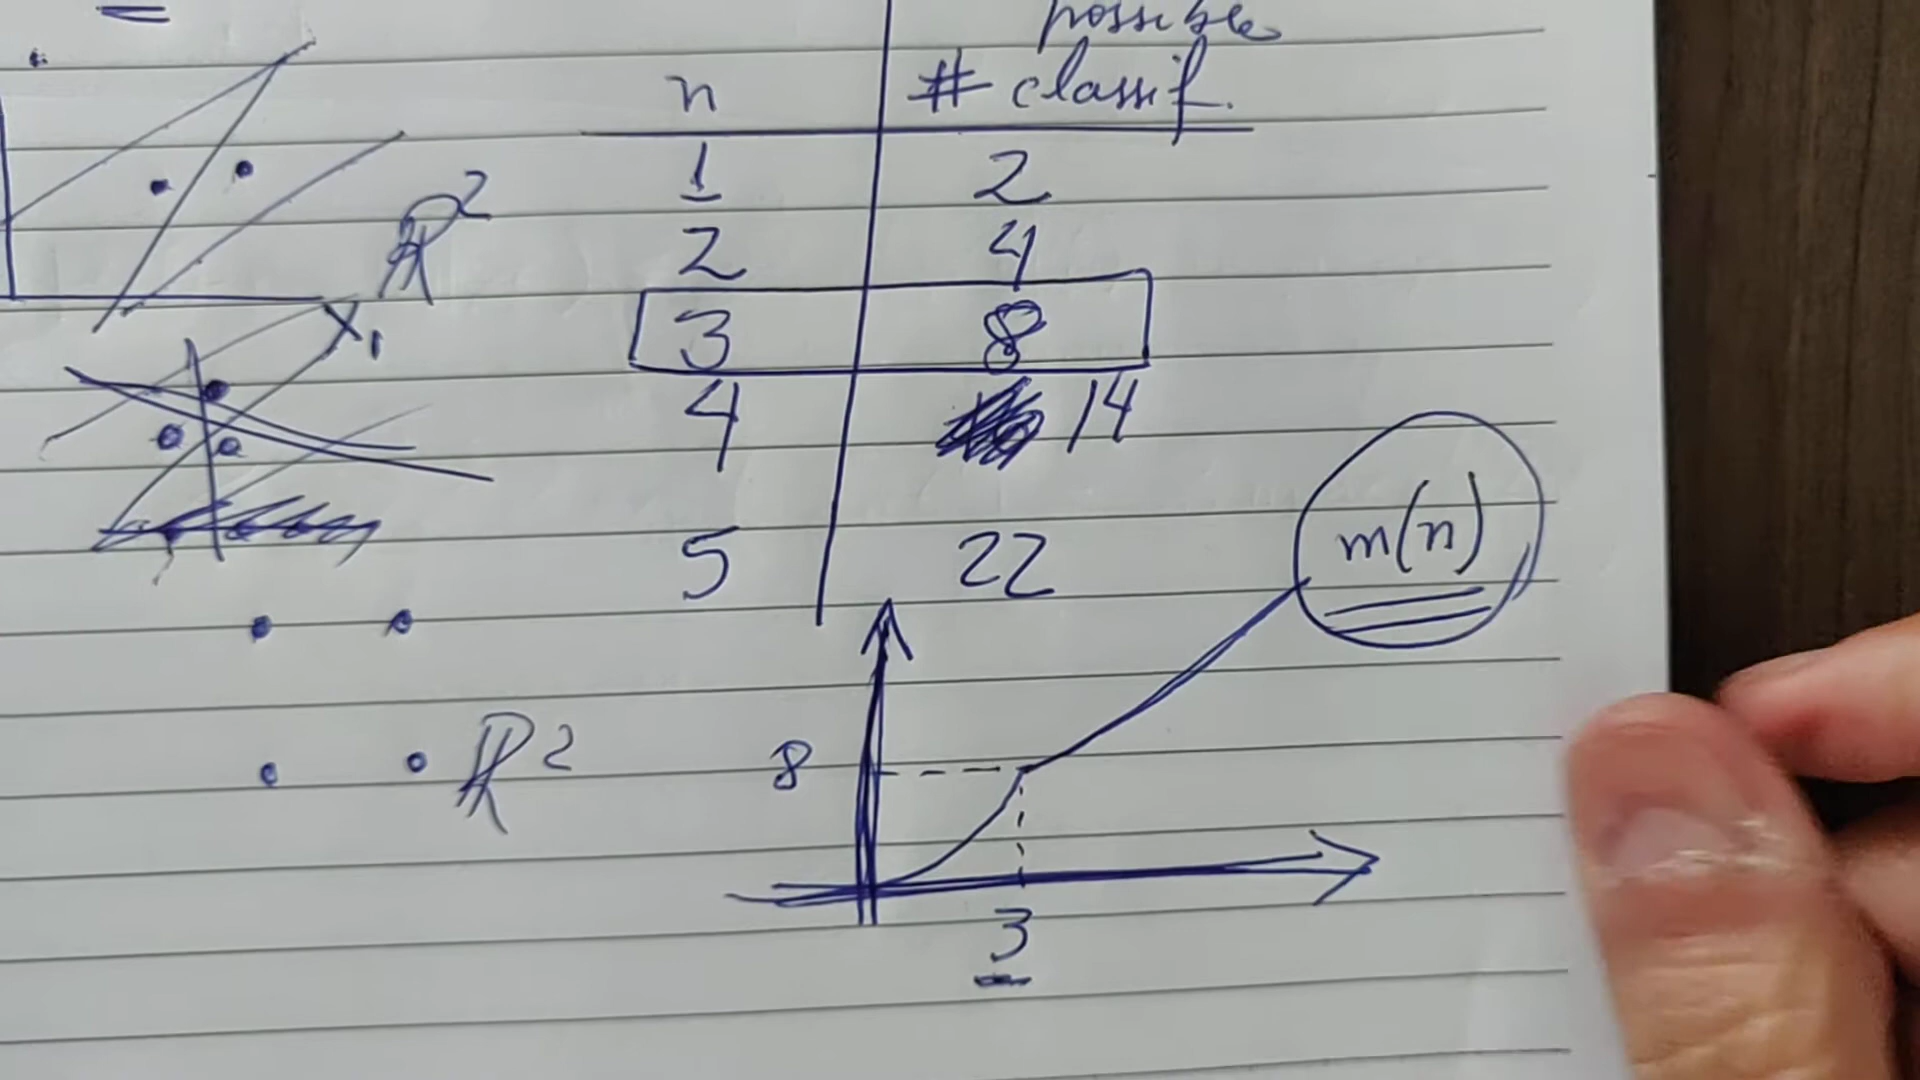 possible
n # classif.
1 2
2 4
3 8
4 14
5 22
ℝ²
x₁
ℝ²
m(n)
8
3